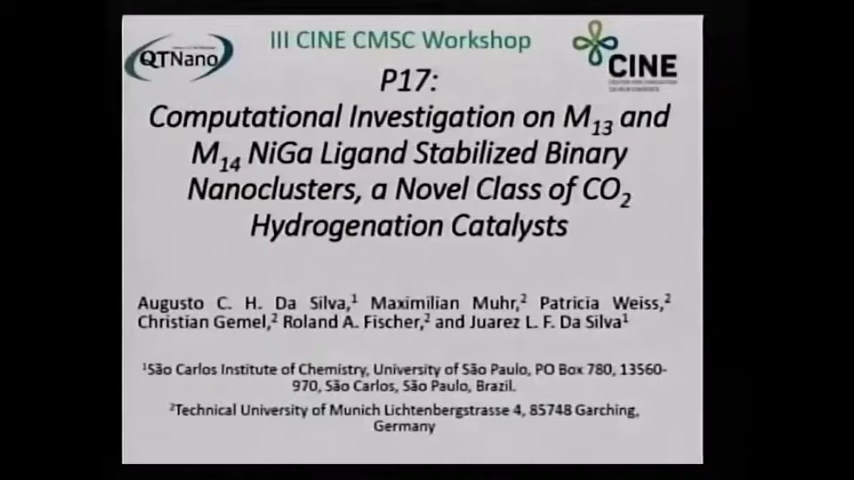 III CINE CMSC Workshop
QTNano
CINE
P17:
Computational Investigation on M13 and
M14 NiGa Ligand Stabilized Binary
Nanoclusters, a Novel Class of CO2
Hydrogenation Catalysts
Augusto C. H. Da Silva,1 Maximilian Muhr,2 Patricia Weiss,2
Christian Gemel,2 Roland A. Fischer,2 and Juarez L. F. Da Silva1
1São Carlos Institute of Chemistry, University of São Paulo, PO Box 780, 13560-
970, São Carlos, São Paulo, Brazil.
2Technical University of Munich Lichtenbergstrasse 4, 85748 Garching,
Germany